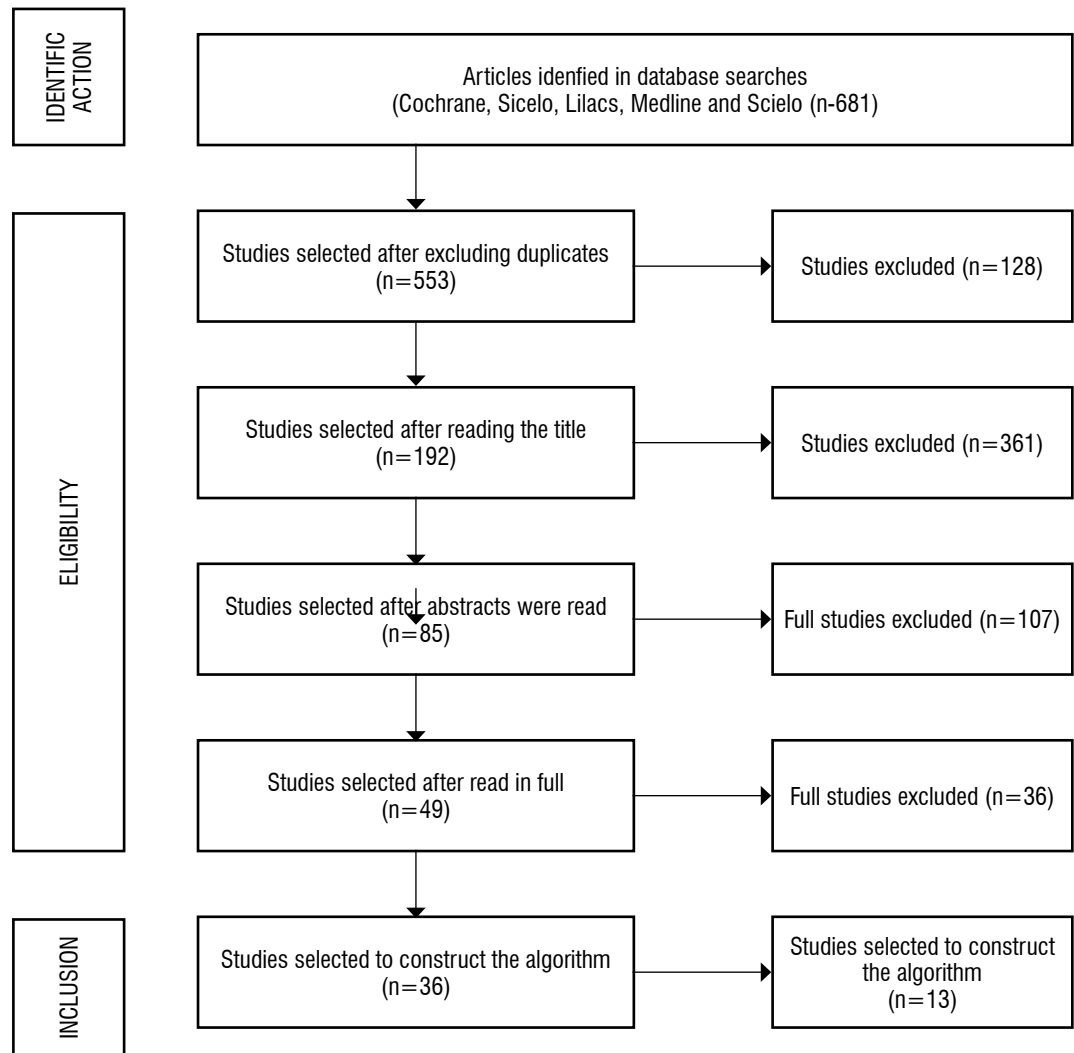 IDENTIFIC
ACTION
Articles idenfied in database searches
(Cochrane, Sicelo, Lilacs, Medline and Scielo (n-681)
ELIGIBILITY
Studies selected after excluding duplicates
(n=553)
Studies excluded (n=128)
Studies selected after reading the title
(n=192)
Studies excluded (n=361)
Studies selected after abstracts were read
(n=85)
Full studies excluded (n=107)
Studies selected after read in full
(n=49)
Full studies excluded (n=36)
INCLUSION
Studies selected to construct the algorithm
(n=36)
Studies selected to construct
the algorithm
(n=13)